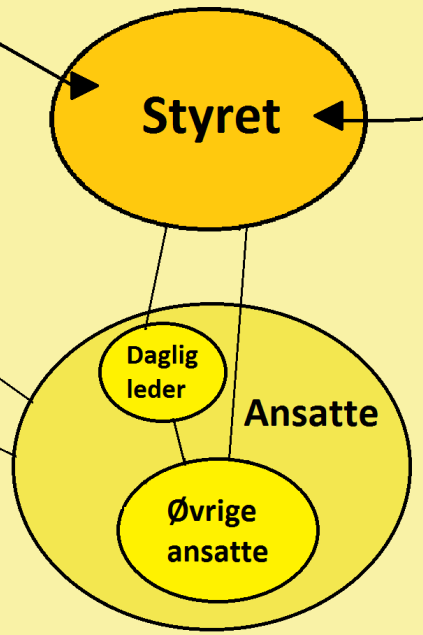 Styret
Daglig
leder
Ansatte
Øvrige
ansatte